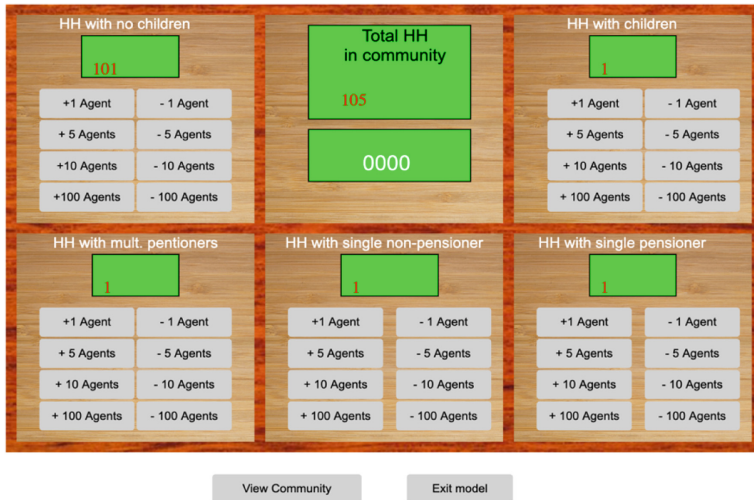 HH with no children
101
+1 Agent
- 1 Agent
+ 5 Agents
- 5 Agents
+10 Agents
- 10 Agents
+100 Agents
- 100 Agents
Total HH
in community
105
0000
HH with children
1
+1 Agent
- 1 Agent
+ 5 Agents
- 5 Agents
+ 10 Agents
- 10 Agents
+ 100 Agents
- 100 Agents
HH with mult. pentioners
1
+1 Agent
- 1 Agent
+ 5 Agents
- 5 Agents
+ 10 Agents
- 10 Agents
+ 100 Agents
- 100 Agents
HH with single non-pensioner
1
+1 Agent
- 1 Agent
+ 5 Agents
- 5 Agents
+ 10 Agents
- 10 Agents
+ 100 Agents
- 100 Agents
HH with single pensioner
1
+1 Agent
- 1 Agent
+ 5 Agents
- 5 Agents
+ 10 Agents
- 10 Agents
+ 100 Agents
- 100 Agents
View Community
Exit model